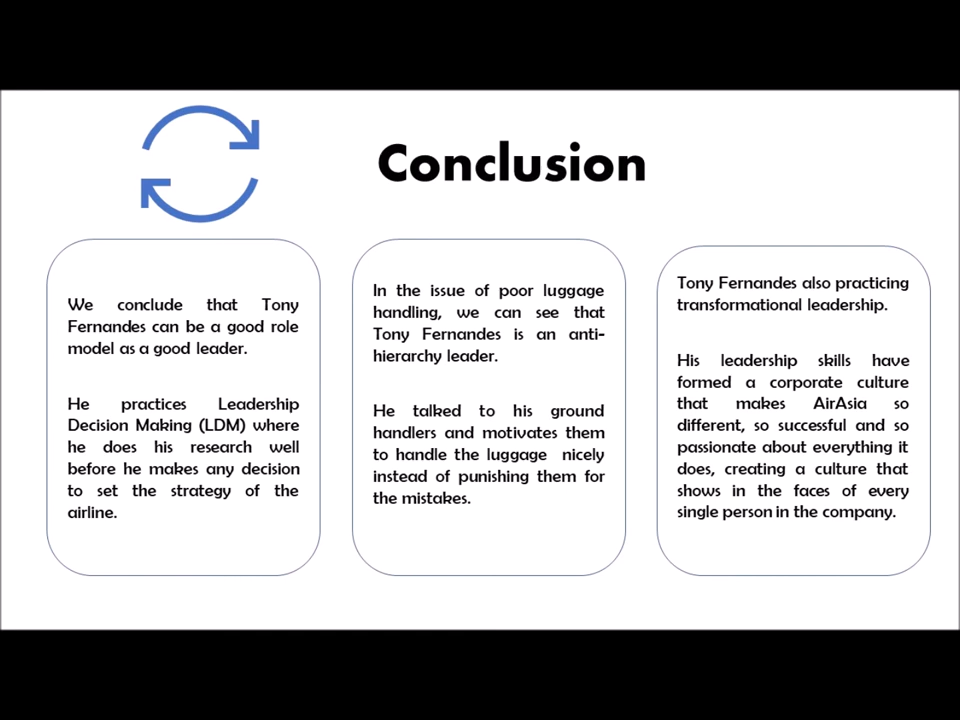 Conclusion
We conclude that Tony
Fernandes can be a good role
model as a good leader.
He practices Leadership
Decision Making (LDM) where
he does his research well
before he makes any decision
to set the strategy of the
airline.
In the issue of poor luggage
handling, we can see that
Tony Fernandes is an anti-
hierarchy leader.
He talked to his ground
handlers and motivates them
to handle the luggage nicely
instead of punishing them for
the mistakes.
Tony Fernandes also practicing
transformational leadership.
His leadership skills have
formed a corporate culture
that makes AirAsia so
different, so successful and so
passionate about everything it
does, creating a culture that
shows in the faces of every
single person in the company.